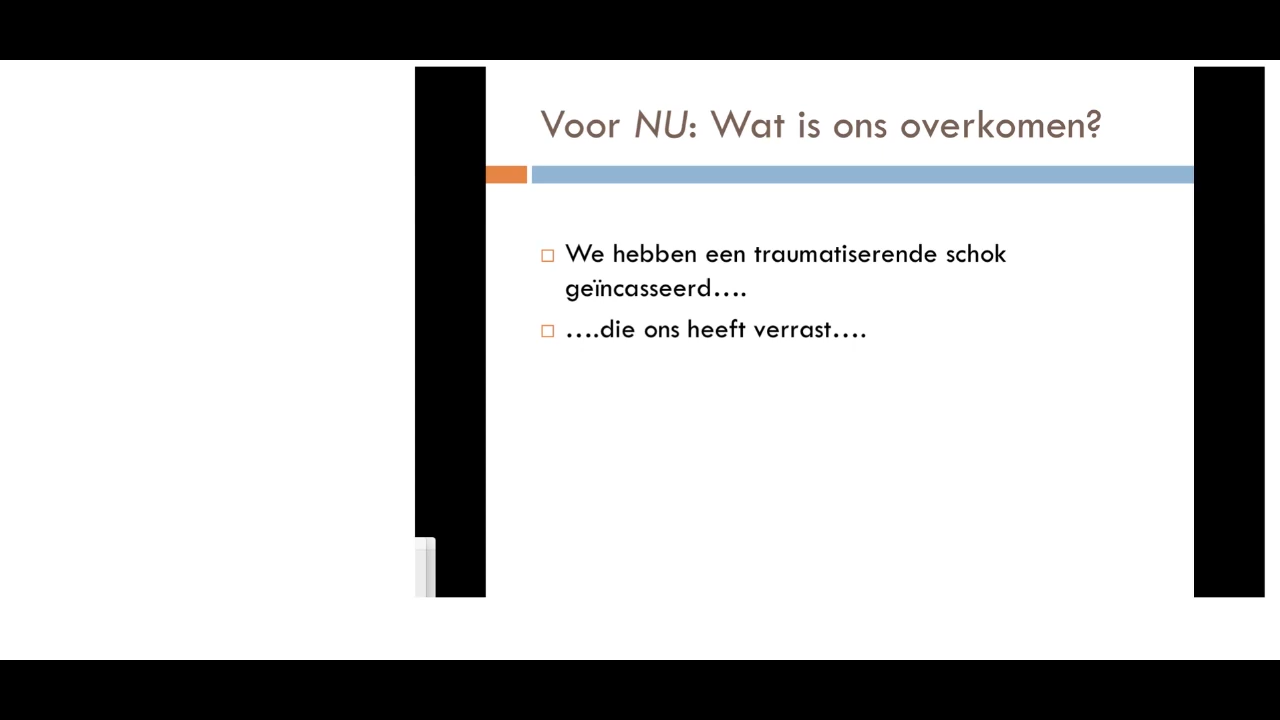 Voor NU: Wat is ons overkomen?
We hebben een traumatiserende schok
geïncasseerd….
….die ons heeft verrast….